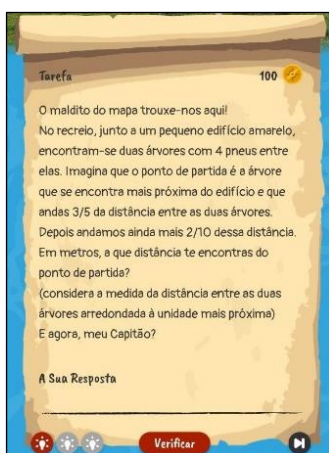 Tarefa 100
O maldito do mapa trouxe-nos aqui!
No recreio, junto a um pequeno edifício amarelo,
encontram-se duas árvores com 4 pneus entre
elas. Imagina que o ponto de partida é a árvore
que se encontra mais próxima do edifício e que
andas 3/5 da distância entre as duas árvores.
Depois andamos ainda mais 2/10 dessa distância.
Em metros, a que distância te encontras do
ponto de partida?
(considera a medida da distância entre as duas
árvores arredondada à unidade mais próxima)
E agora, meu Capitão?
A Sua Resposta
Verificar